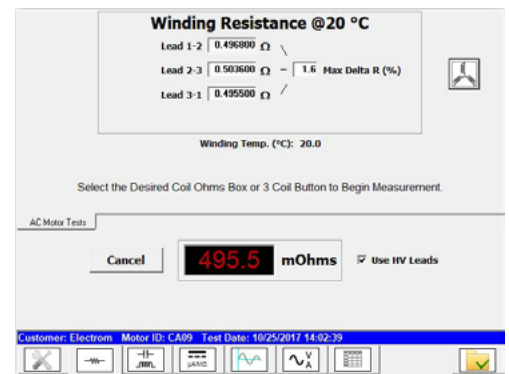 Winding Resistance @20 °C
Lead 1-2 0.496800 Ω \
Lead 2-3 0.503600 Ω - 1.6 Max Delta R (%)
Lead 3-1 0.495500 Ω /
Winding Temp. (°C): 20.0
Select the Desired Coil Ohms Box or 3 Coil Button to Begin Measurement.
AC Motor Tests
Cancel 495.5 mOhms Use HV Leads
Customer: Electrom Motor ID: CA09 Test Date: 10/25/2017 14:02:39
V
A